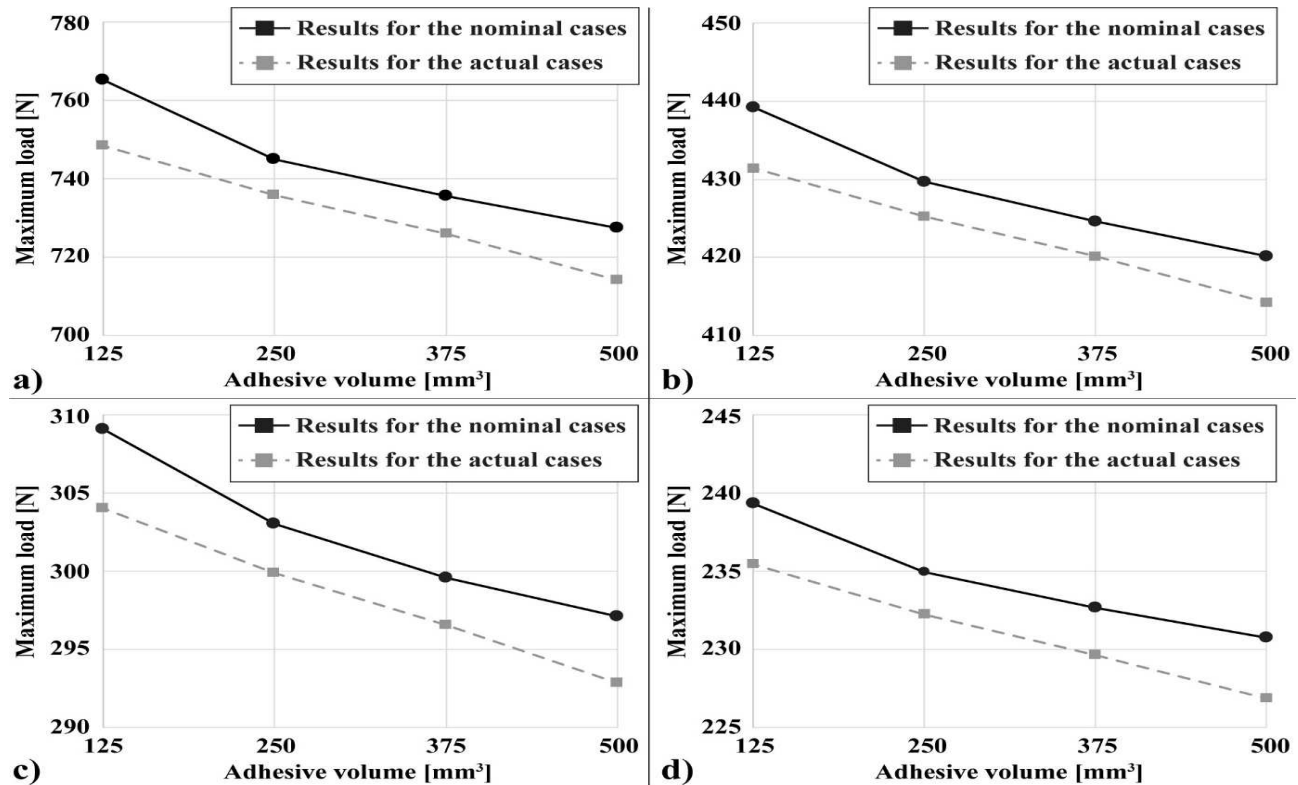 780
760
740
720
700
Maximum load [N]
Results for the nominal cases
Results for the actual cases
125 250 375 500
Adhesive volume [mm³]
a)
450
440
430
420
410
Maximum load [N]
Results for the nominal cases
Results for the actual cases
125 250 375 500
Adhesive volume [mm³]
b)
310
305
300
295
290
Maximum load [N]
Results for the nominal cases
Results for the actual cases
125 250 375 500
Adhesive volume [mm³]
c)
245
240
235
230
225
Maximum load [N]
Results for the nominal cases
Results for the actual cases
125 250 375 500
Adhesive volume [mm³]
d)